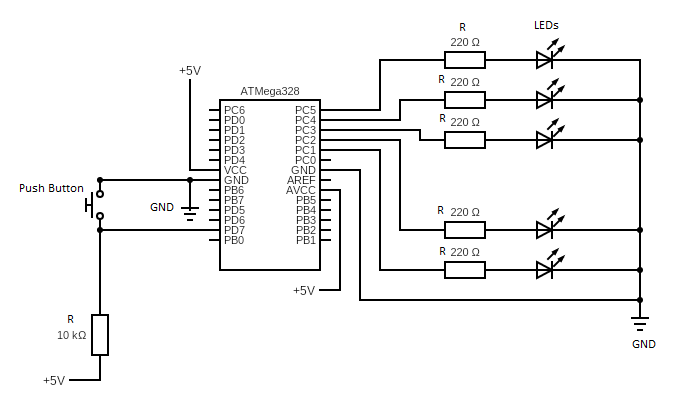 R
LEDs
220 Ω
+5V
R
220 Ω
ATMega328
PC6 PC5
R
220 Ω
PD0 PC4
PD1 PC3
PD2 PC2
PD3 PC1
PD4 PC0
VCC GND
GND AREF
Push Button
PB6 AVCC
PB7 PB5
GND
PD5 PB4
R
220 Ω
PD6 PB3
PD7 PB2
PB0 PB1
R
220 Ω
+5V
R
10 kΩ
GND
+5V